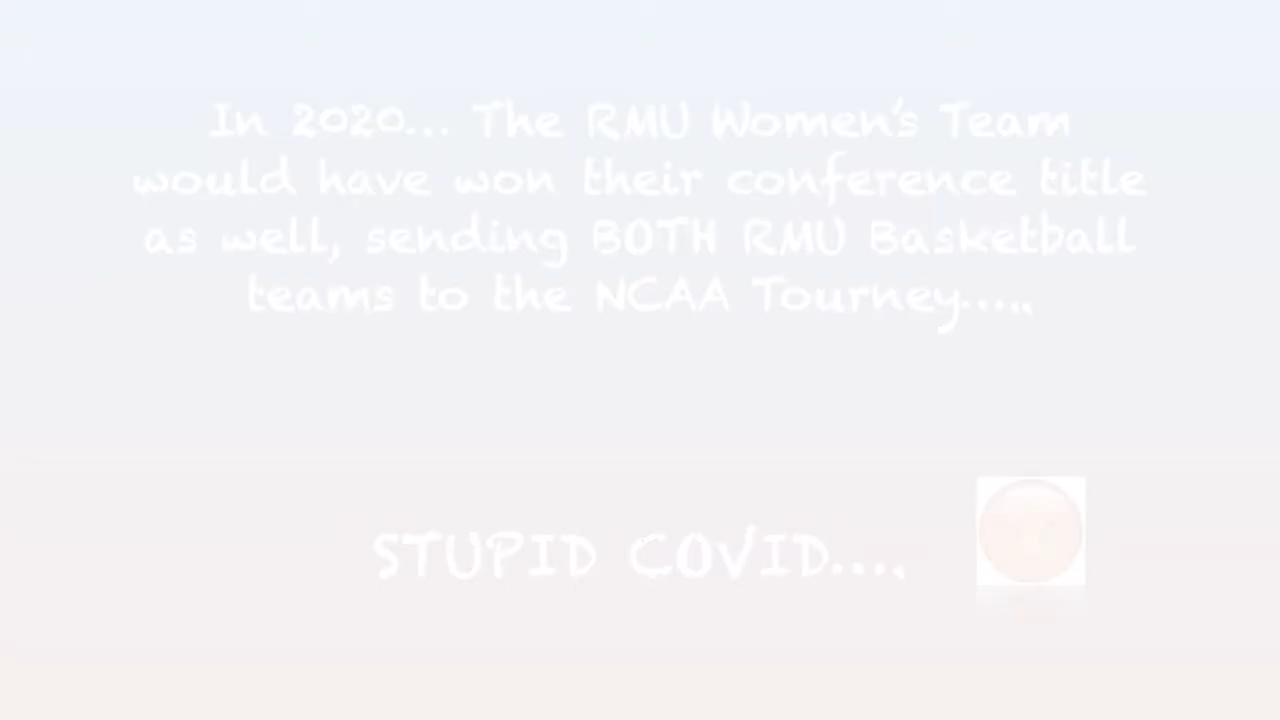 In 2020... The RMU Women's Team
would have won their conference title
as well, sending BOTH RMU Basketball
teams to the NCAA Tourney.....
STUPID COVID....